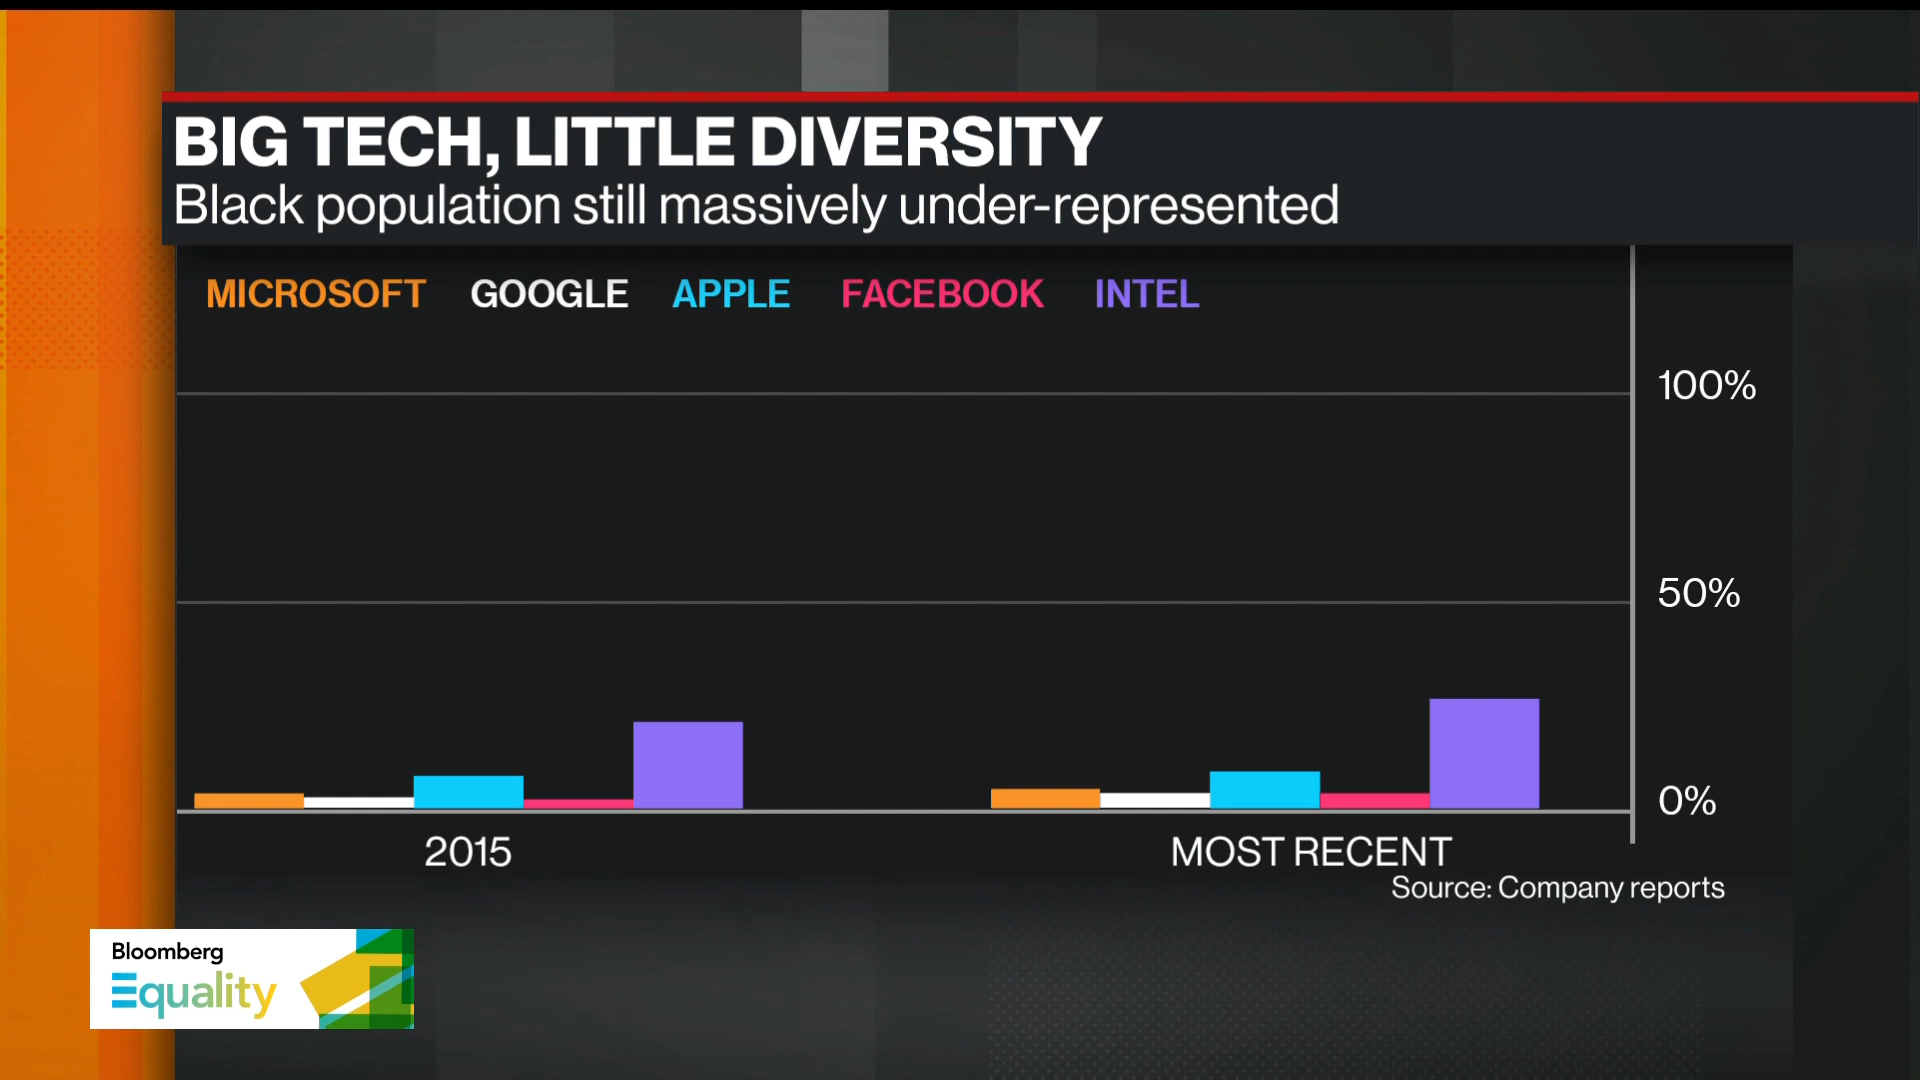 BIG TECH, LITTLE DIVERSITY
Black population still massively under-represented
MICROSOFT GOOGLE APPLE FACEBOOK INTEL
100%
50%
0%
2015 MOST RECENT
Source: Company reports
Bloomberg
Equality